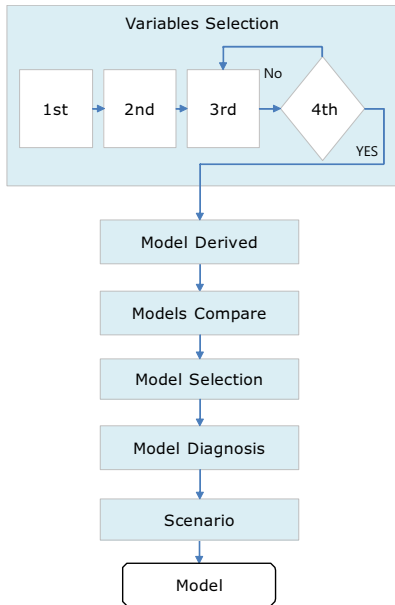 Variables Selection
No
1st
2nd
3rd
4th
YES
Model Derived
Models Compare
Model Selection
Model Diagnosis
Scenario
Model